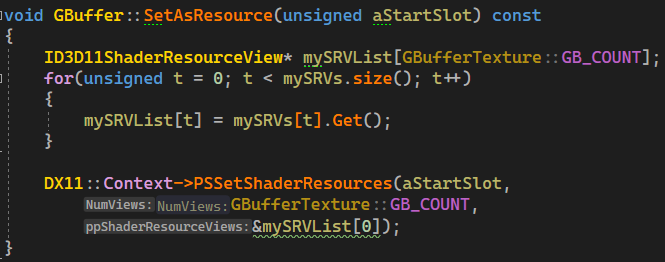 void GBuffer::SetAsResource(unsigned aStartSlot) const
{
ID3D11ShaderResourceView* mySRVList[GBufferTexture::GB_COUNT];
for(unsigned t = 0; t < mySRVs.size(); t++)
{
mySRVList[t] = mySRVs[t].Get();
}
DX11::Context->PSSetShaderResources(aStartSlot,
NumViews: NumViews: GBufferTexture::GB_COUNT,
ppShaderResourceViews: &mySRVList[0]);
}